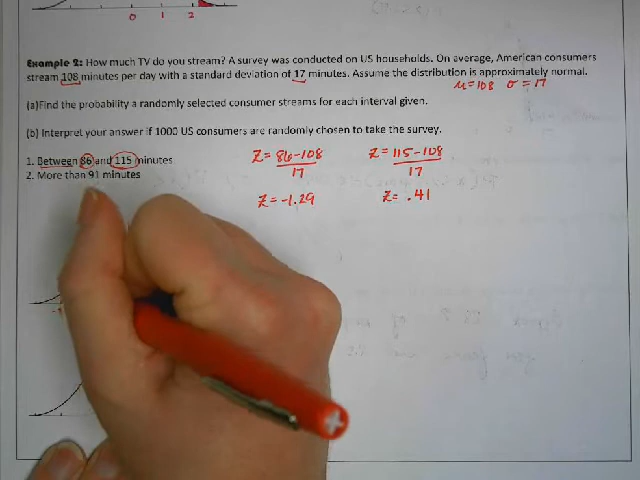 0 1 2
Example 2: How much TV do you stream? A survey was conducted on US households. On average, American consumers
stream 108 minutes per day with a standard deviation of 17 minutes. Assume the distribution is approximately normal.
μ=108 σ=17
(a)Find the probability a randomly selected consumer streams for each interval given.
(b) Interpret your answer if 1000 US consumers are randomly chosen to take the survey.
1. Between 86 and 115 minutes
2. More than 91 minutes
Z = 86-108 / 17
Z = 115-108 / 17
Z = -1.29
Z = .41